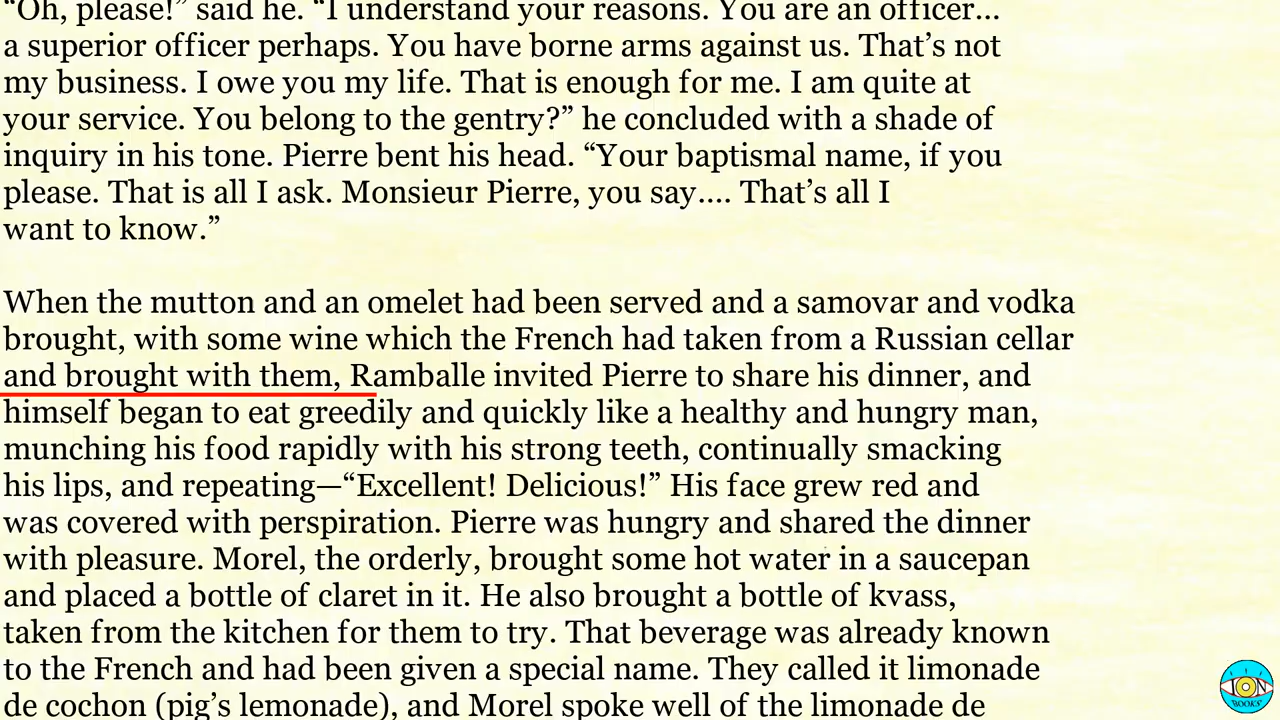 “Oh, please!” said he. “I understand your reasons. You are an officer...
a superior officer perhaps. You have borne arms against us. That’s not
my business. I owe you my life. That is enough for me. I am quite at
your service. You belong to the gentry?” he concluded with a shade of
inquiry in his tone. Pierre bent his head. “Your baptismal name, if you
please. That is all I ask. Monsieur Pierre, you say.... That’s all I
want to know.”
When the mutton and an omelet had been served and a samovar and vodka
brought, with some wine which the French had taken from a Russian cellar
and brought with them, Ramballe invited Pierre to share his dinner, and
himself began to eat greedily and quickly like a healthy and hungry man,
munching his food rapidly with his strong teeth, continually smacking
his lips, and repeating—“Excellent! Delicious!” His face grew red and
was covered with perspiration. Pierre was hungry and shared the dinner
with pleasure. Morel, the orderly, brought some hot water in a saucepan
and placed a bottle of claret in it. He also brought a bottle of kvass,
taken from the kitchen for them to try. That beverage was already known
to the French and had been given a special name. They called it limonade
de cochon (pig’s lemonade), and Morel spoke well of the limonade de
ION
BOOKS